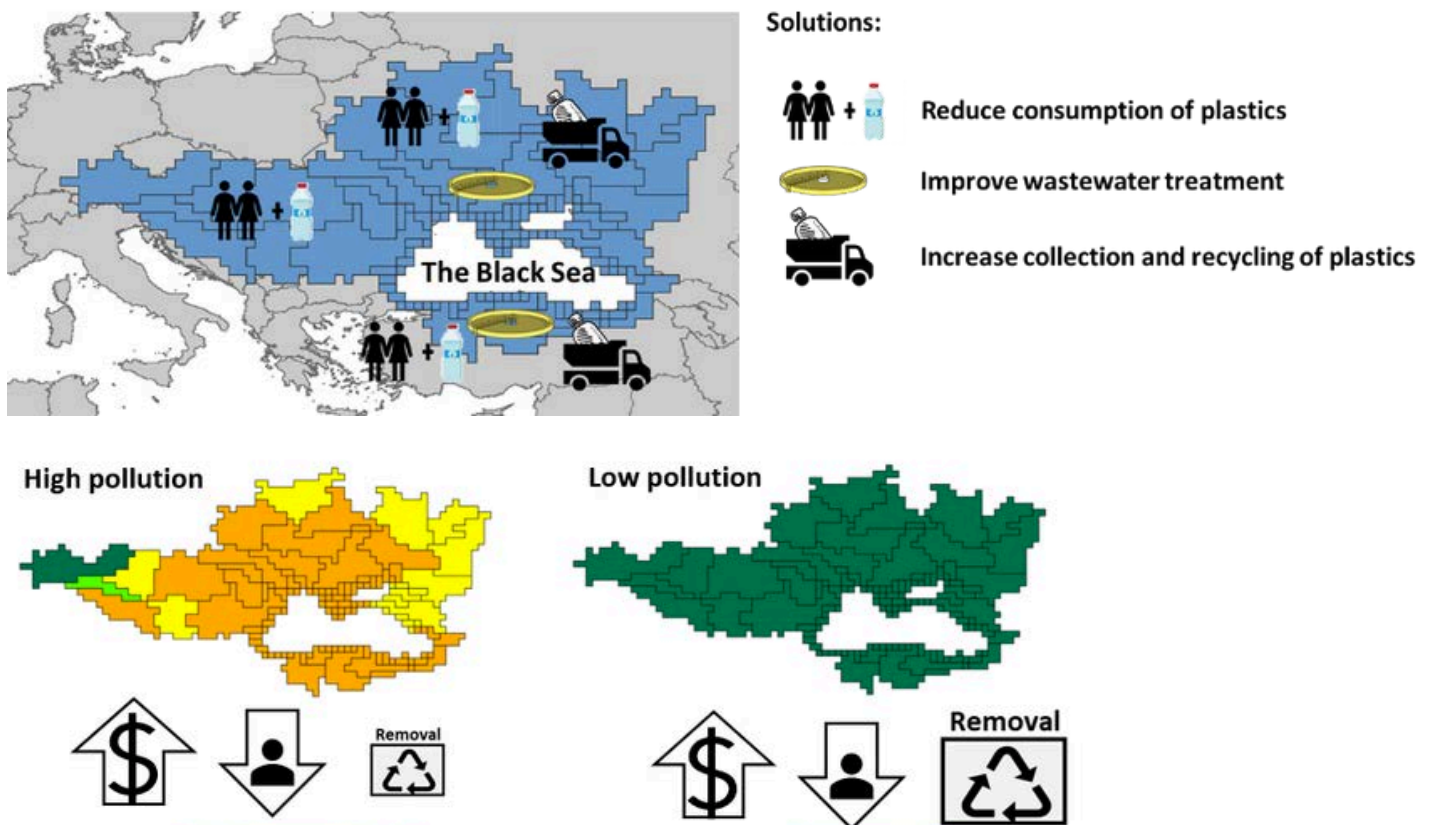 Solutions:
+
Reduce consumption of plastics
Improve wastewater treatment
Increase collection and recycling of plastics
+
+
The Black Sea
+
High pollution
Low pollution
$
Removal
$
Removal